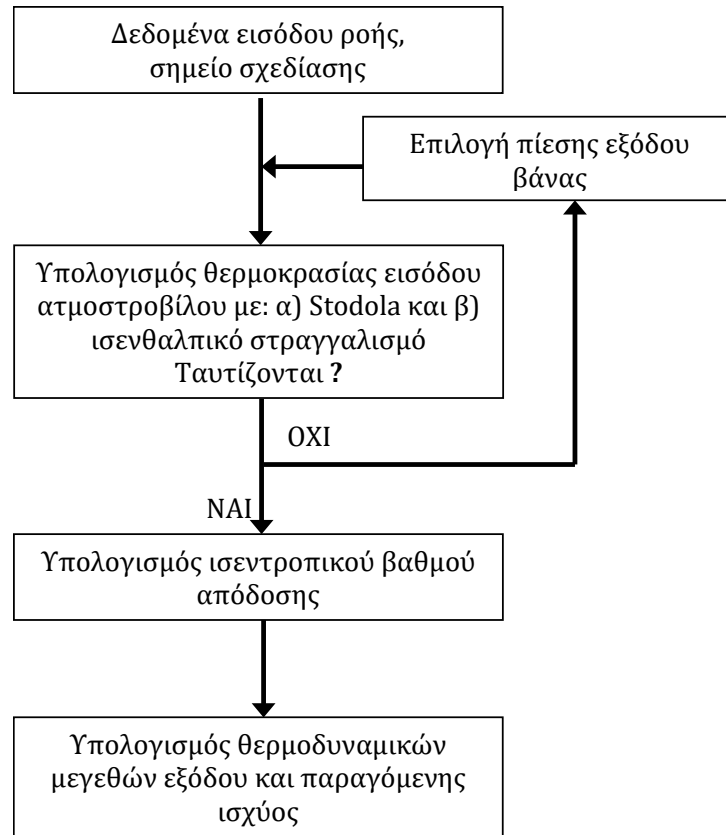 Δεδομένα εισόδου ροής,
σημείο σχεδίασης
Επιλογή πίεσης εξόδου
βάνας
Υπολογισμός θερμοκρασίας εισόδου
ατμοστροβίλου με: α) Stodola και β)
ισενθαλπικό στραγγαλισμό
Ταυτίζονται ?
ΟΧΙ
ΝΑΙ
Υπολογισμός ισεντροπικού βαθμού
απόδοσης
Υπολογισμός θερμοδυναμικών
μεγεθών εξόδου και παραγόμενης
ισχύος